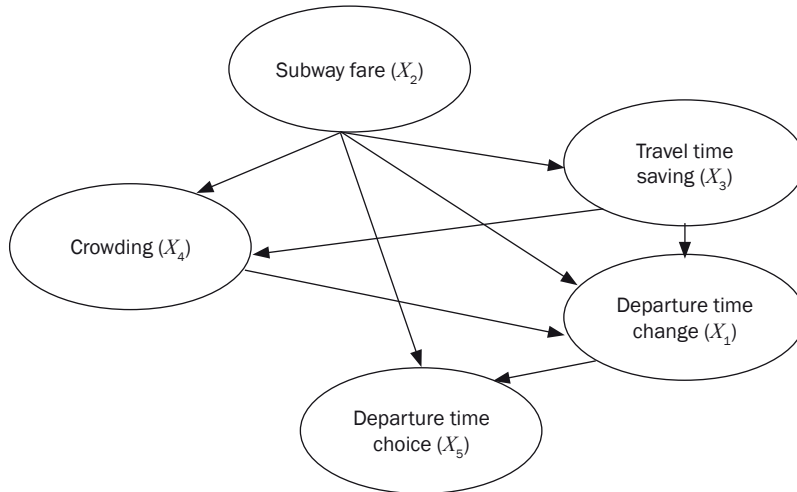 Subway fare (X2)
Travel time
saving (X3)
Crowding (X4)
Departure time
change (X1)
Departure time
choice (X5)